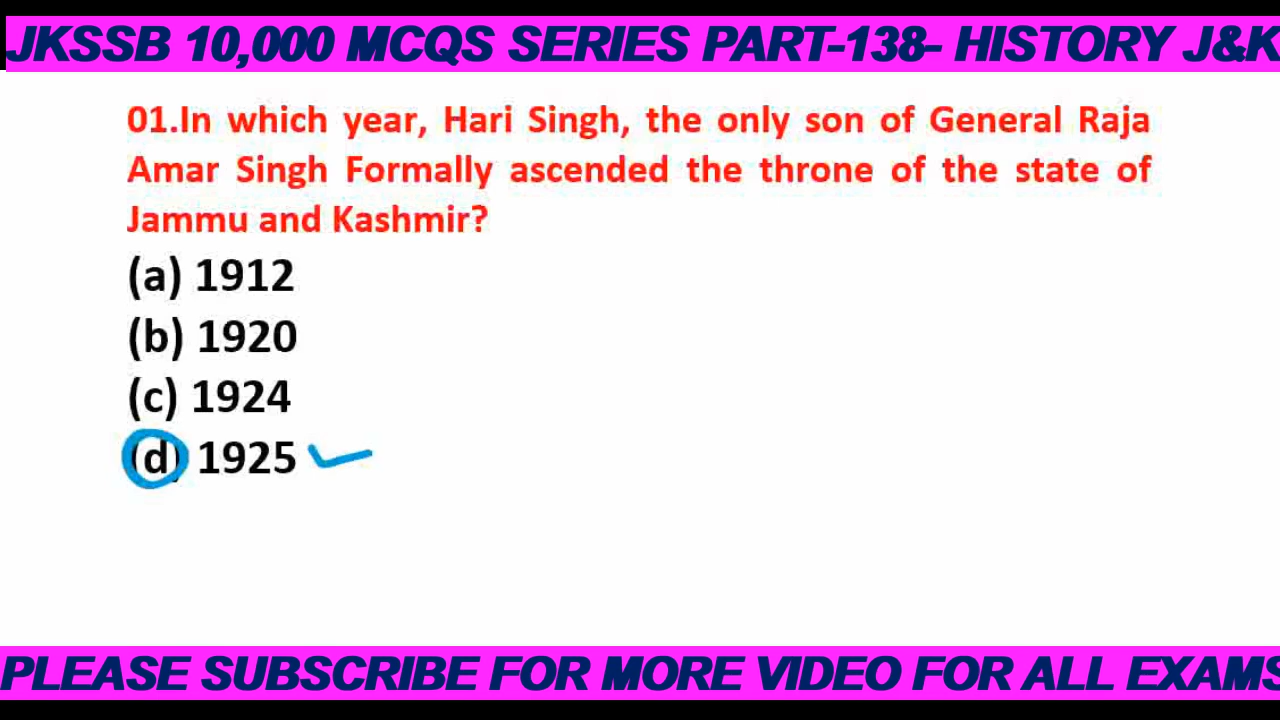 JKSSB 10,000 MCQS SERIES PART-138- HISTORY J&K
01.In which year, Hari Singh, the only son of General Raja
Amar Singh Formally ascended the throne of the state of
Jammu and Kashmir?
(a) 1912
(b) 1920
(c) 1924
(d) 1925
PLEASE SUBSCRIBE FOR MORE VIDEO FOR ALL EXAMS